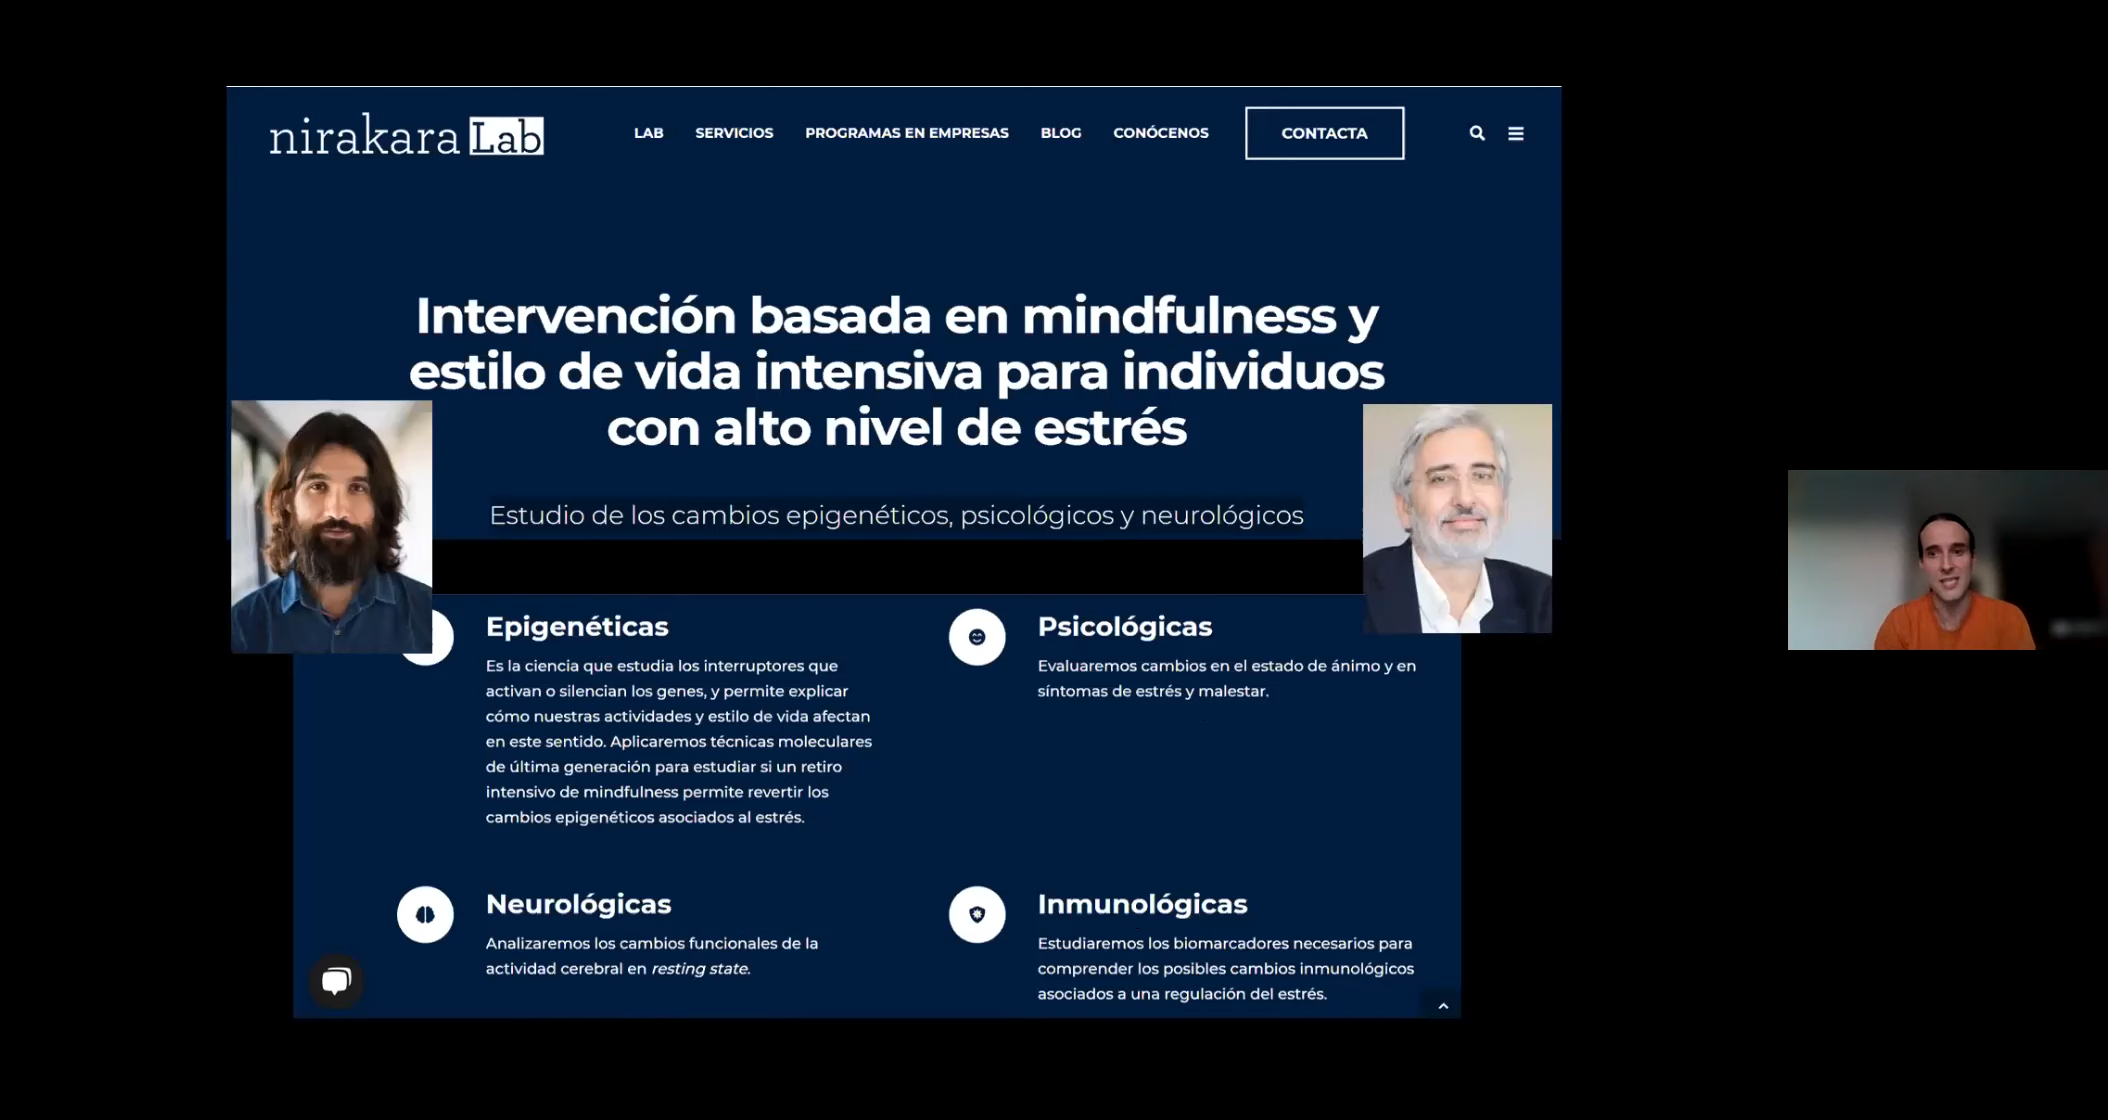 nirakara Lab
LAB
SERVICIOS
PROGRAMAS EN EMPRESAS
BLOG
CONÓCENOS
CONTACTA
Intervención basada en mindfulness y
estilo de vida intensiva para individuos
con alto nivel de estrés
Estudio de los cambios epigenéticos, psicológicos y neurológicos
Epigenéticas
Es la ciencia que estudia los interruptores que
activan o silencian los genes, y permite explicar
cómo nuestras actividades y estilo de vida afectan
en este sentido. Aplicaremos técnicas moleculares
de última generación para estudiar si un retiro
intensivo de mindfulness permite revertir los
cambios epigenéticos asociados al estrés.
Psicológicas
Evaluaremos cambios en el estado de ánimo y en
síntomas de estrés y malestar.
Neurológicas
Analizaremos los cambios funcionales de la
actividad cerebral en resting state.
Inmunológicas
Estudiaremos los biomarcadores necesarios para
comprender los posibles cambios inmunológicos
asociados a una regulación del estrés.